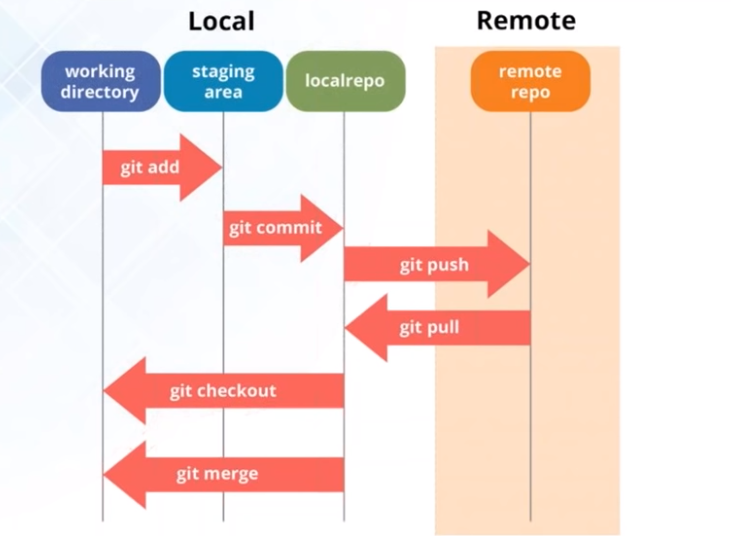 Local
Remote
working
directory
staging
area
localrepo
remote
repo
git add
git commit
git push
git pull
git checkout
git merge